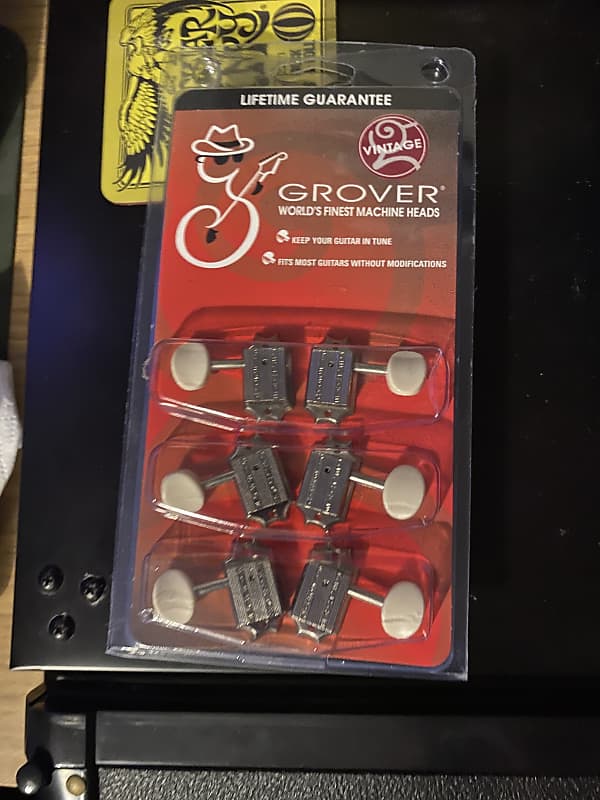 LIFETIME GUARANTEE
VINTAGE
GROVER®
WORLD'S FINEST MACHINE HEADS
KEEP YOUR GUITAR IN TUNE
FITS MOST GUITARS WITHOUT MODIFICATIONS